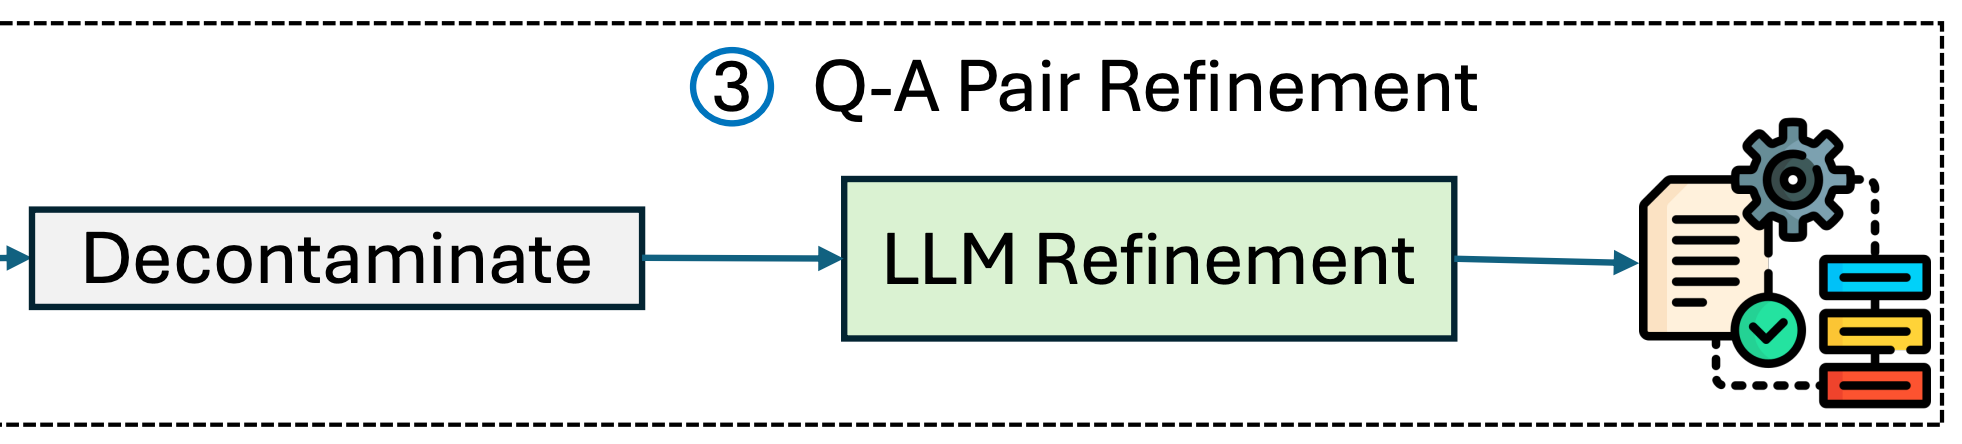 3 Q-A Pair Refinement
Decontaminate
LLM Refinement